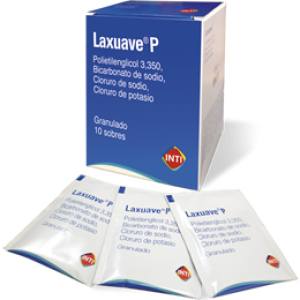 Laxuave® P
Polietilenglicol 3.350,
Bicarbonato de sodio,
Cloruro de sodio,
Cloruro de potasio
Granulado
10 sobres
INTI
Laxuave® P
Polietilenglicol 3.350,
Bicarbonato de sodio
Cloruro de sodio
Cloruro de potasio
Granulado
INTI
Laxuave® P
Polietilenglicol 3.350,
Bicarbonato de sodio,
Cloruro de sodio,
Cloruro de potasio
Granulado
INTI
Laxuave® P
Polietilenglicol 3.350,
Bicarbonato de sodio,
Cloruro de sodio,
Cloruro de potasio
Granulado
INTI